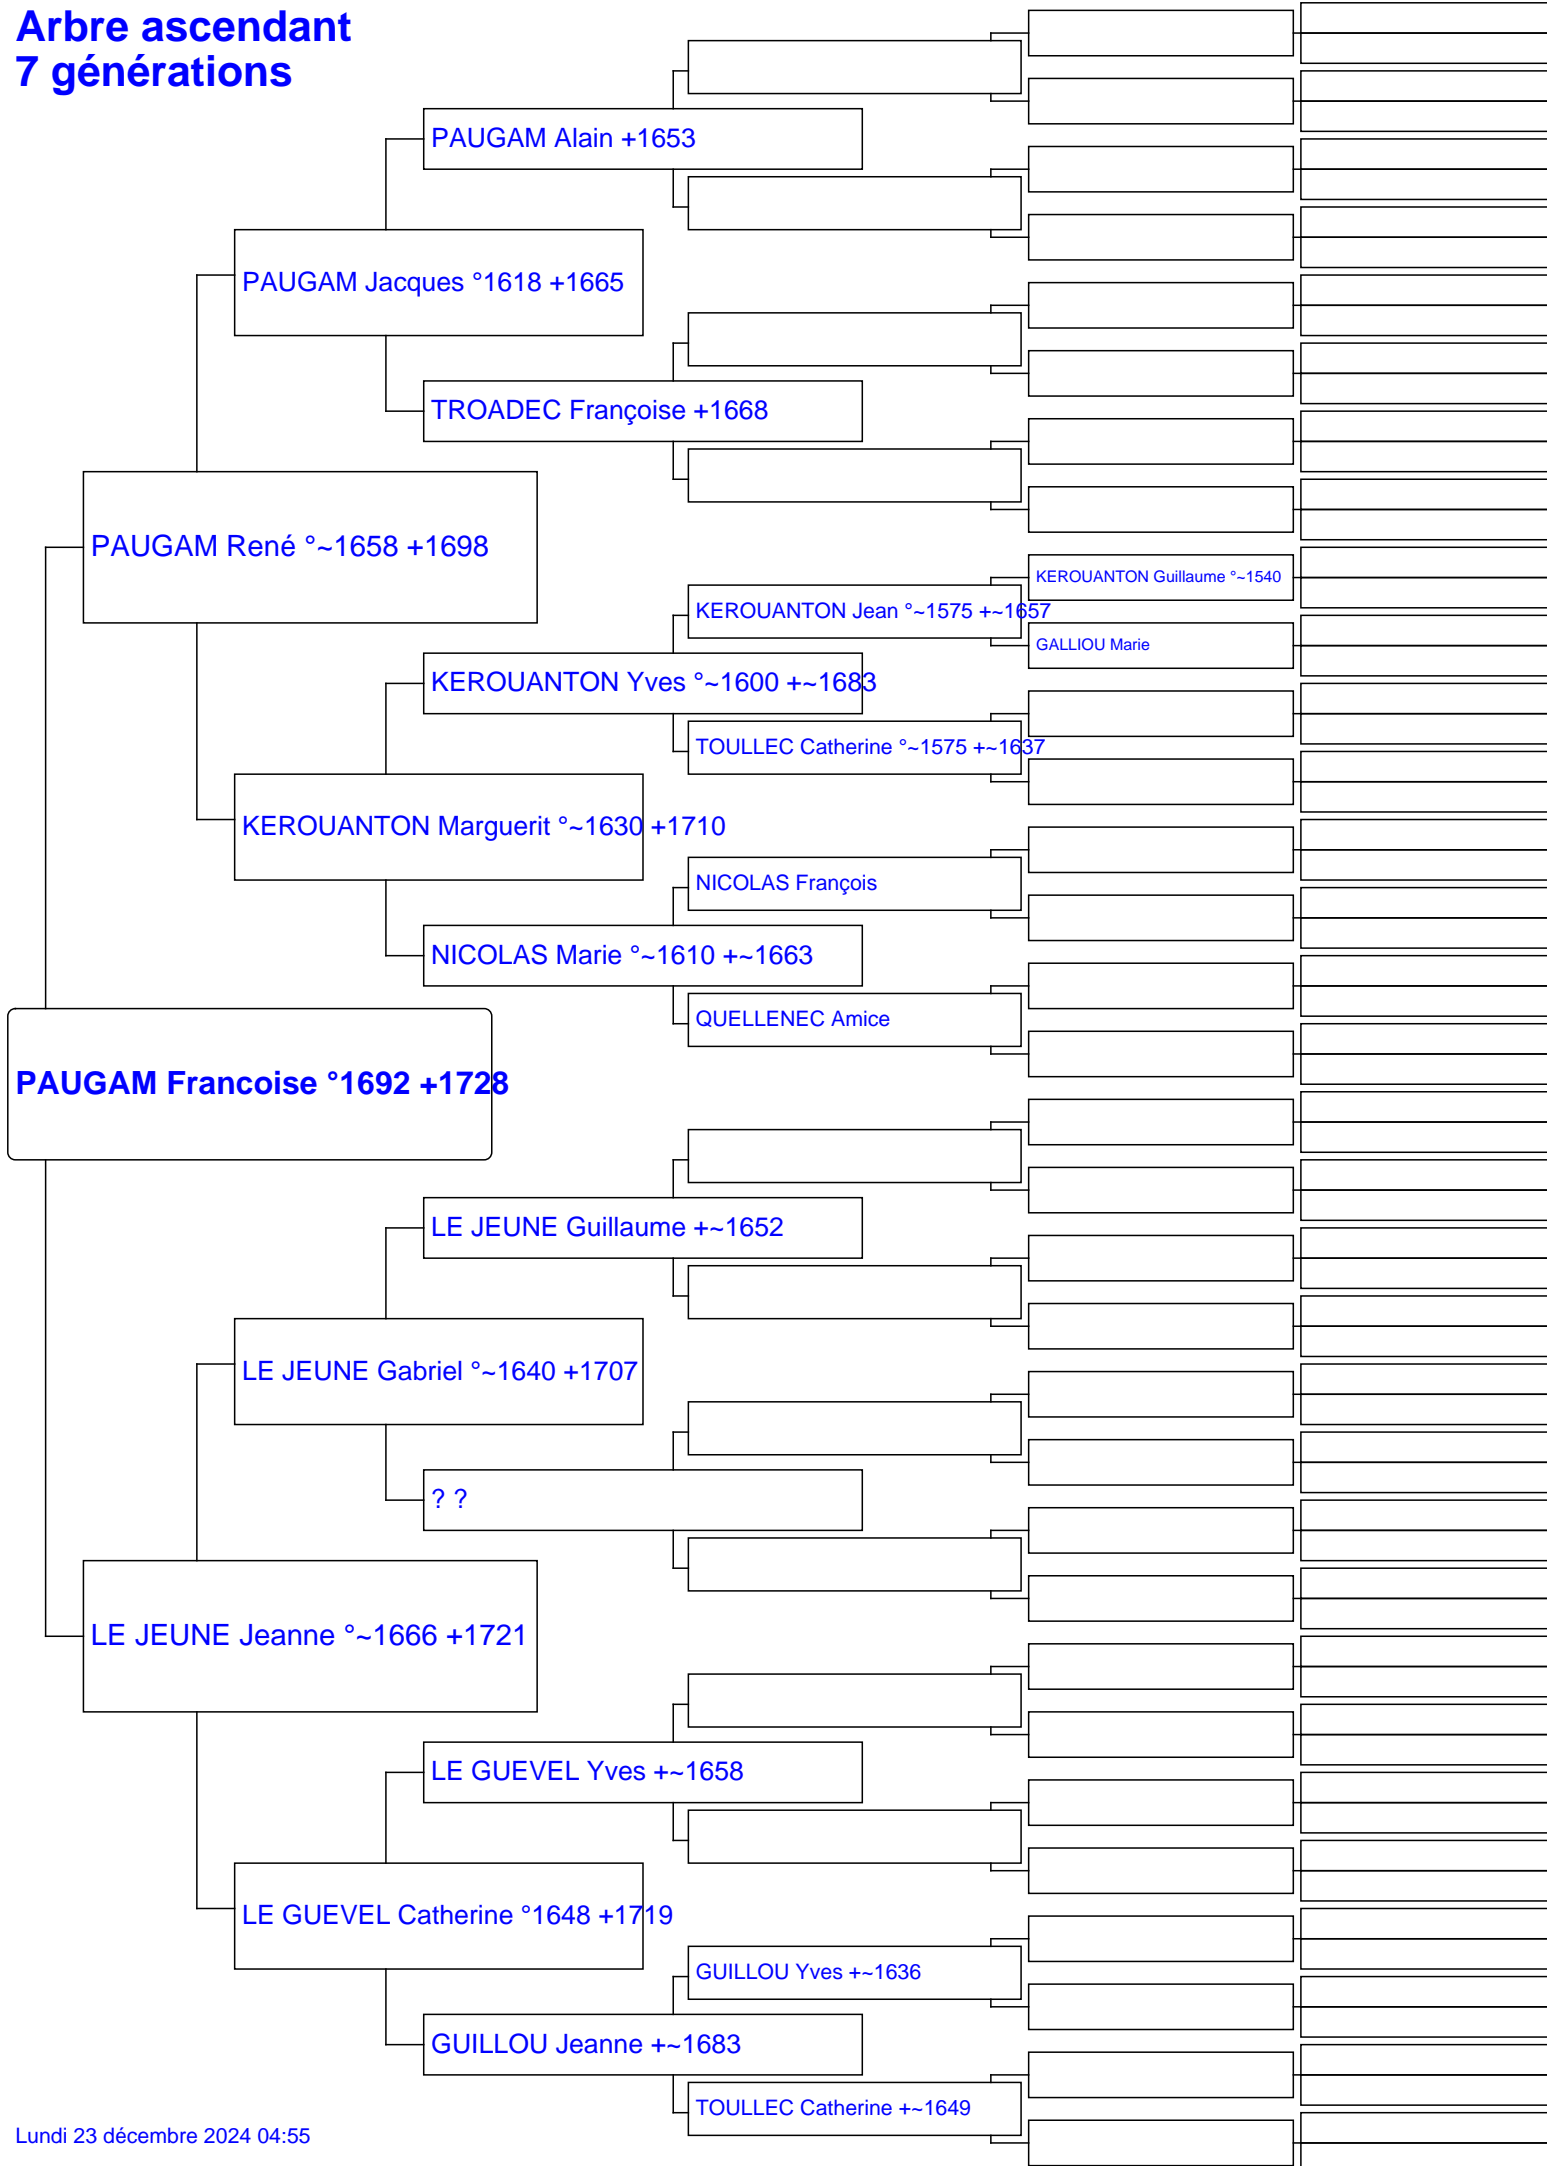 Arbre ascendant
7 générations
PAUGAM Alain +1653
PAUGAM Jacques °1618 +1665
TROADEC Françoise +1668
PAUGAM René °~1658 +1698
KEROUANTON Guillaume °~1540
KEROUANTON Jean °~1575 +~1657
GALLIOU Marie
KEROUANTON Yves °~1600 +~1683
TOULLEC Catherine °~1575 +~1637
KEROUANTON Marguerit °~1630 +1710
NICOLAS François
NICOLAS Marie °~1610 +~1663
QUELLENEC Amice
PAUGAM Francoise °1692 +1728
LE JEUNE Guillaume +~1652
LE JEUNE Gabriel °~1640 +1707
? ?
LE JEUNE Jeanne °~1666 +1721
LE GUEVEL Yves +~1658
LE GUEVEL Catherine °1648 +1719
GUILLOU Yves +~1636
GUILLOU Jeanne +~1683
TOULLEC Catherine +~1649
Lundi 23 décembre 2024 04:55